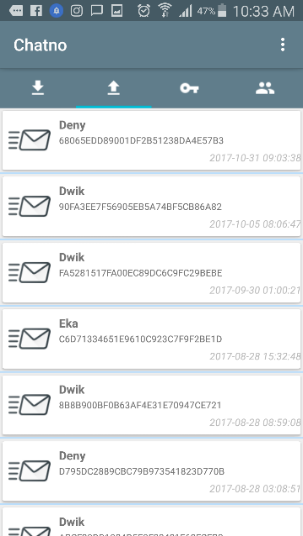 47% 10:33 AM
Chatno
Deny
68065EDD89001DF2B51238DA4E57B3
2017-10-31 09:03:38
Dwik
90FA3EE7F56905EB5A74BF5CB86A82
2017-10-05 08:06:47
Dwik
FA5281517FA00EC89DC6C9FC29BEBE
2017-09-30 01:00:21
Eka
C6D71334651E9610C923C7F9F2BE1D
2017-08-28 15:32:48
Dwik
8B8B900BF0B63AF4E31E70947CE721
2017-08-28 08:59:08
Deny
D795DC2889CBC79B973541823D770B
2017-08-28 03:08:51
Dwik